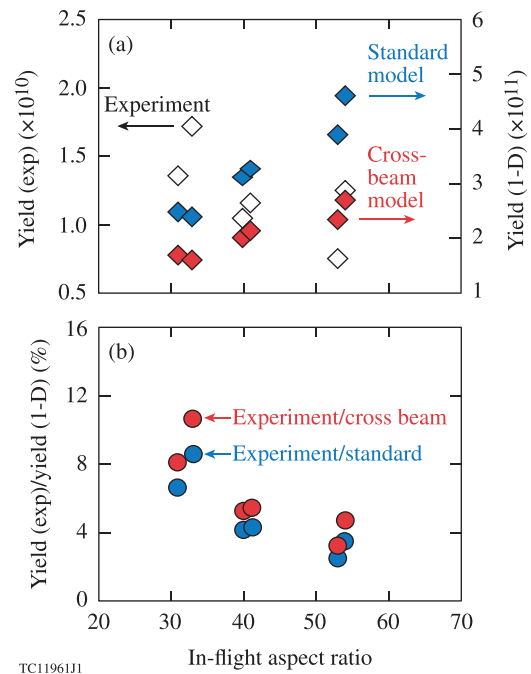 (a)
Standard
model
Experiment
Cross-
beam
model
Yield (exp) (×10¹⁰)
2.5
2.0
1.5
1.0
0.5
Yield (1-D) (×10¹¹)
6
5
4
3
2
1
(b)
Experiment/cross beam
Experiment/standard
Yield (exp)/yield (1-D) (%)
16
12
8
4
0
20 30 40 50 60 70
In-flight aspect ratio
TC11961J1